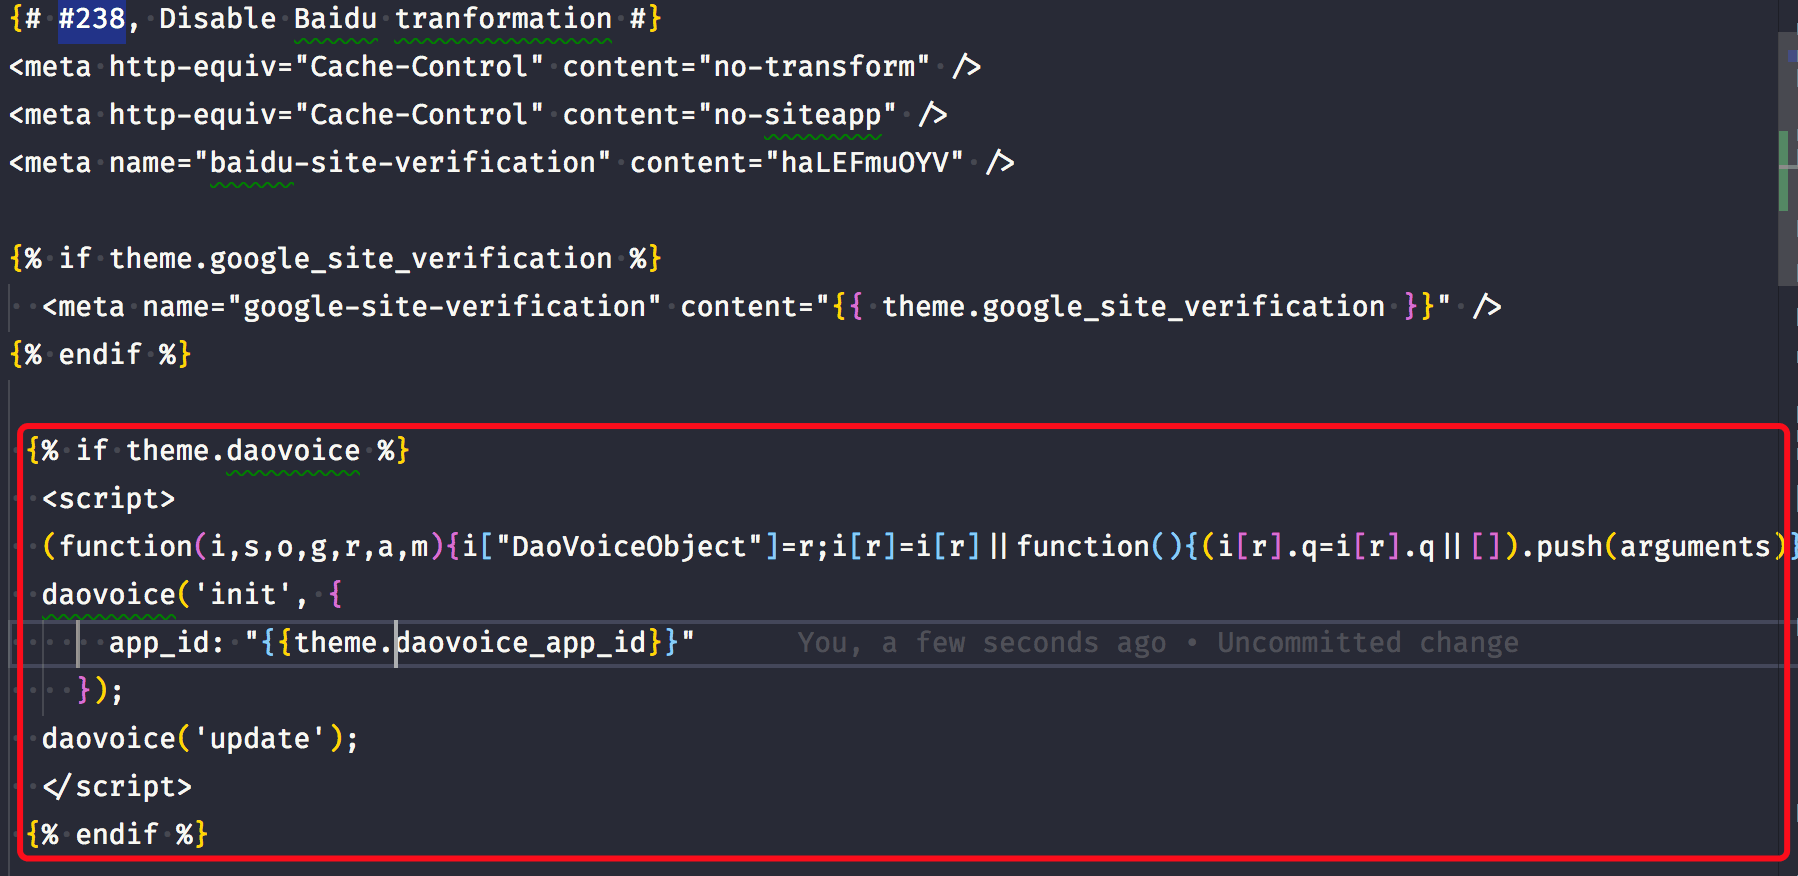 {# #238, Disable Baidu tranformation #}
<meta http-equiv="Cache-Control" content="no-transform" />
<meta http-equiv="Cache-Control" content="no-siteapp" />
<meta name="baidu-site-verification" content="haLEFmuOYV" />
{% if theme.google_site_verification %}
<meta name="google-site-verification" content="{{ theme.google_site_verification }}" />
{% endif %}
{% if theme.daovoice %}
<script>
(function(i,s,o,g,r,a,m){i["DaoVoiceObject"]=r;i[r]=i[r]||function(){(i[r].q=i[r].q||[]).push(arguments)}
daovoice('init', {
app_id: "{{theme.daovoice_app_id}}" You, a few seconds ago • Uncommitted change
});
daovoice('update');
</script>
{% endif %}